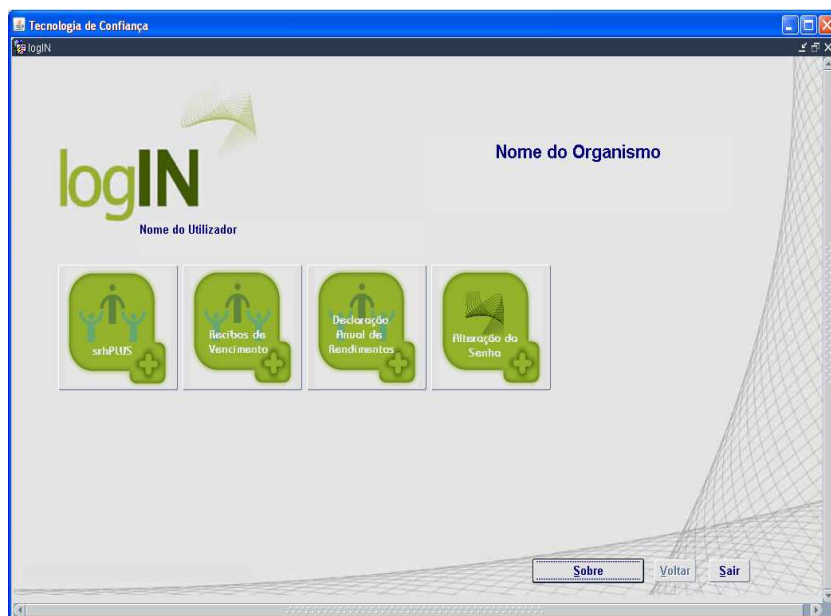 Tecnologia de Confiança
logIN
Nome do Organismo
logIN
Nome do Utilizador
srhPLUS
Recibos de
Vencimento
Declaração
Anual de
Rendimentos
Alteração da
Senha
Sobre
Voltar
Sair